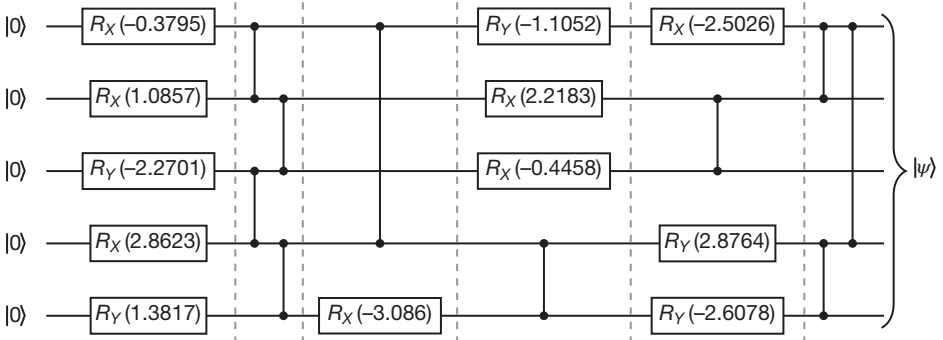 |0⟩ R_X(–0.3795) R_Y(–1.1052) R_X(–2.5026)
|0⟩ R_X(1.0857) R_X(2.2183)
|0⟩ R_Y(–2.2701) R_X(–0.4458) |ψ⟩
|0⟩ R_X(2.8623) R_Y(2.8764)
|0⟩ R_Y(1.3817) R_X(–3.086) R_Y(–2.6078)